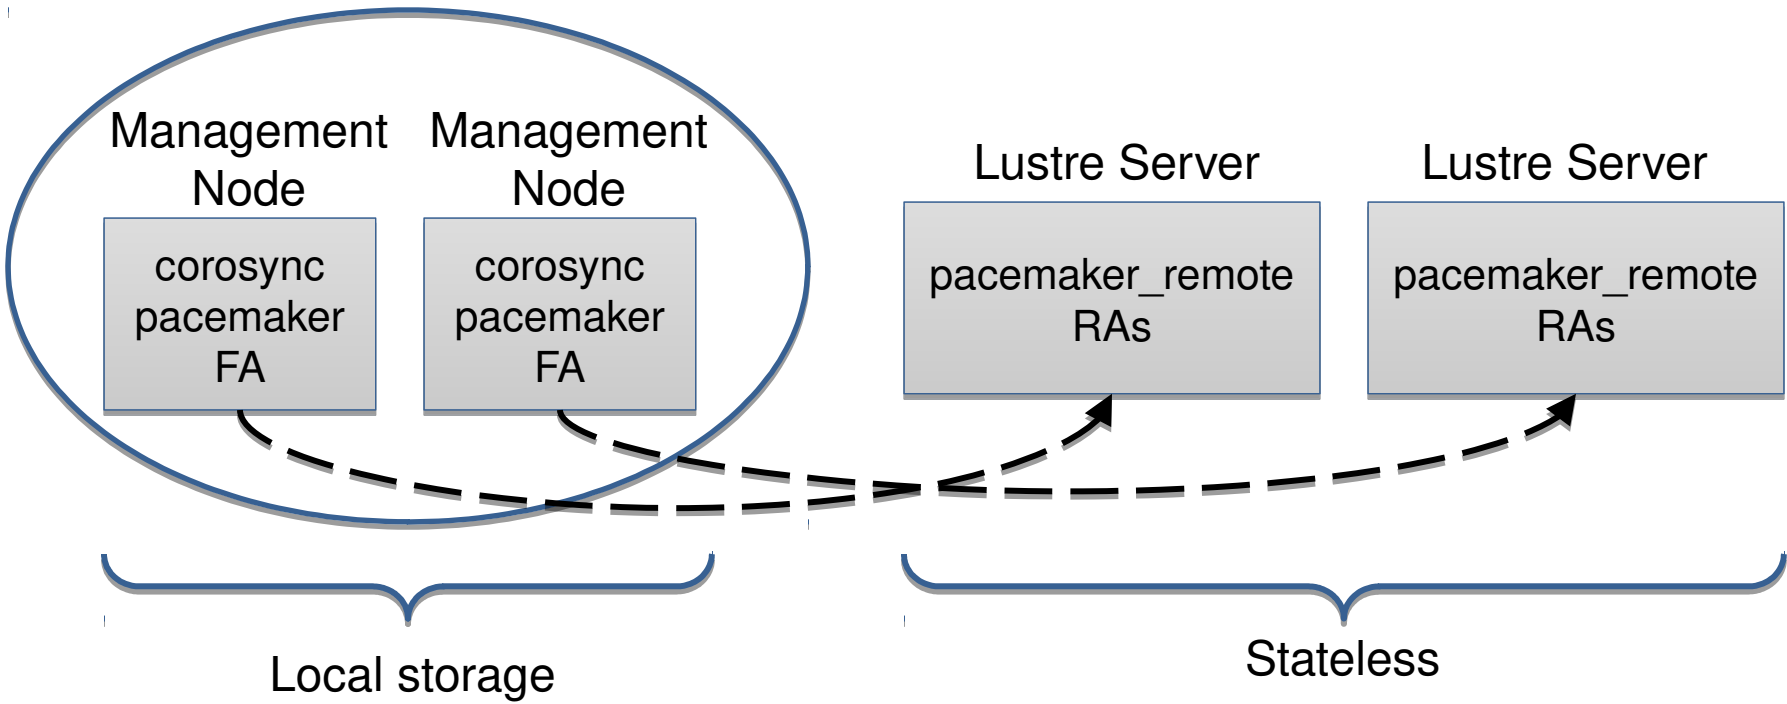 Management
Node
corosync
pacemaker
FA
Management
Node
corosync
pacemaker
FA
Lustre Server
pacemaker_remote
RAs
Lustre Server
pacemaker_remote
RAs
Local storage
Stateless